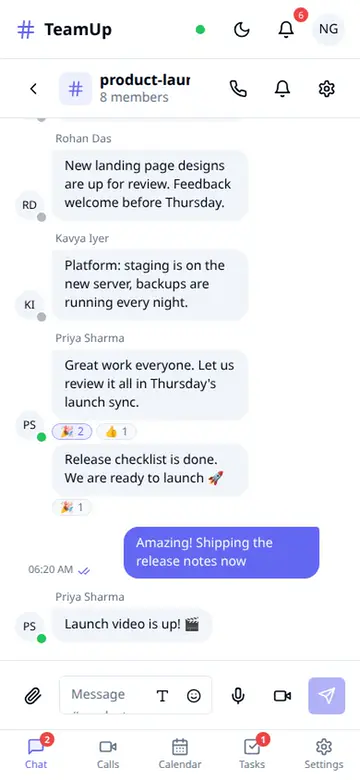 TeamUp
6
NG
product-laur
8 members
Rohan Das
New landing page designs
are up for review. Feedback
welcome before Thursday.
RD
Kavya Iyer
Platform: staging is on the
new server, backups are
running every night.
KI
Priya Sharma
Great work everyone. Let us
review it all in Thursday's
launch sync.
PS
🎉 2 👍 1
Release checklist is done.
We are ready to launch 🚀
🎉 1
Amazing! Shipping the
release notes now
06:20 AM
Priya Sharma
PS
Launch video is up! 🎬
Message
2
1
Chat Calls Calendar Tasks Settings